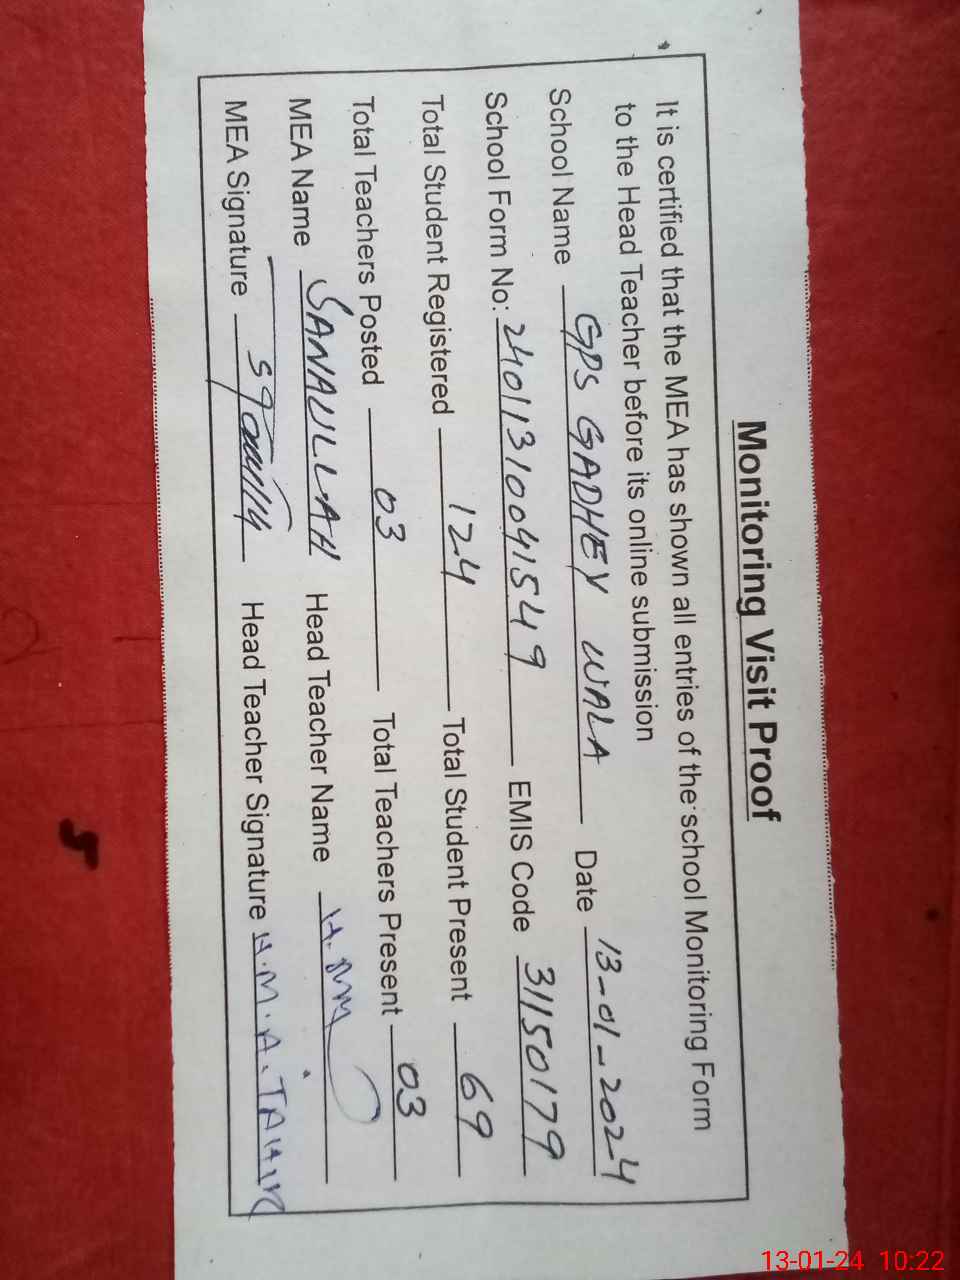 Monitoring Visit Proof
It is certified that the MEA has shown all entries of the school Monitoring Form
to the Head Teacher before its online submission
School Name GPS GADHEY WALA Date 13-01-2024
School Form No: 24011310041549 EMIS Code 31150179
Total Student Registered 124 Total Student Present 69
Total Teachers Posted 03 Total Teachers Present 03
MEA Name SANAULLAH Head Teacher Name
MEA Signature Head Teacher Signature H.M.A.TAHIR
13-01-24 10:22